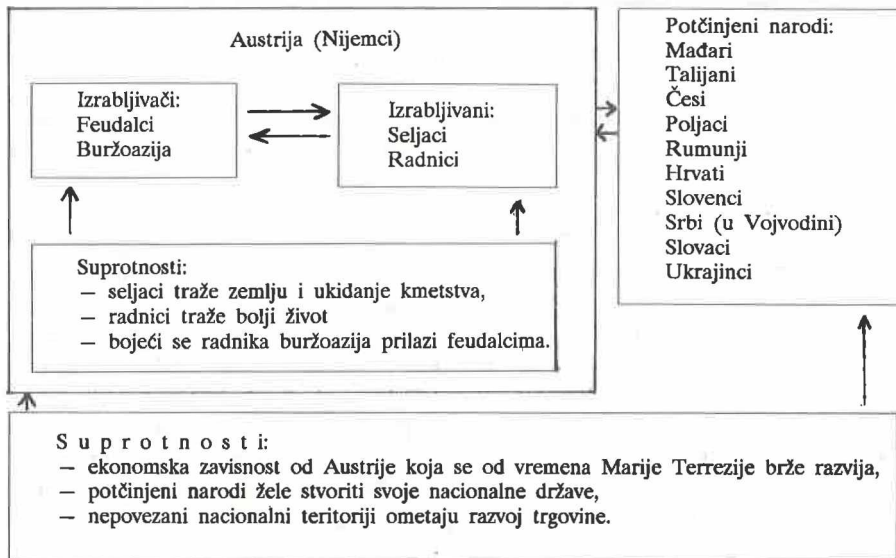 Austrija (Nijemci)
Izrabljivači:
Feudalci
Buržoazija
Izrabljivani:
Seljaci
Radnici
Suprotnosti:
— seljaci traže zemlju i ukidanje kmetstva,
— radnici traže bolji život
— bojeći se radnika buržoazija prilazi feudalcima.
Potčinjeni narodi:
Mađari
Talijani
Česi
Poljaci
Rumunji
Hrvati
Slovenci
Srbi (u Vojvodini)
Slovaci
Ukrajinci
S u p r o t n o s t i:
— ekonomska zavisnost od Austrije koja se od vremena Marije Terrezije brže razvija,
— potčinjeni narodi žele stvoriti svoje nacionalne države,
— nepovezani nacionalni teritoriji ometaju razvoj trgovine.